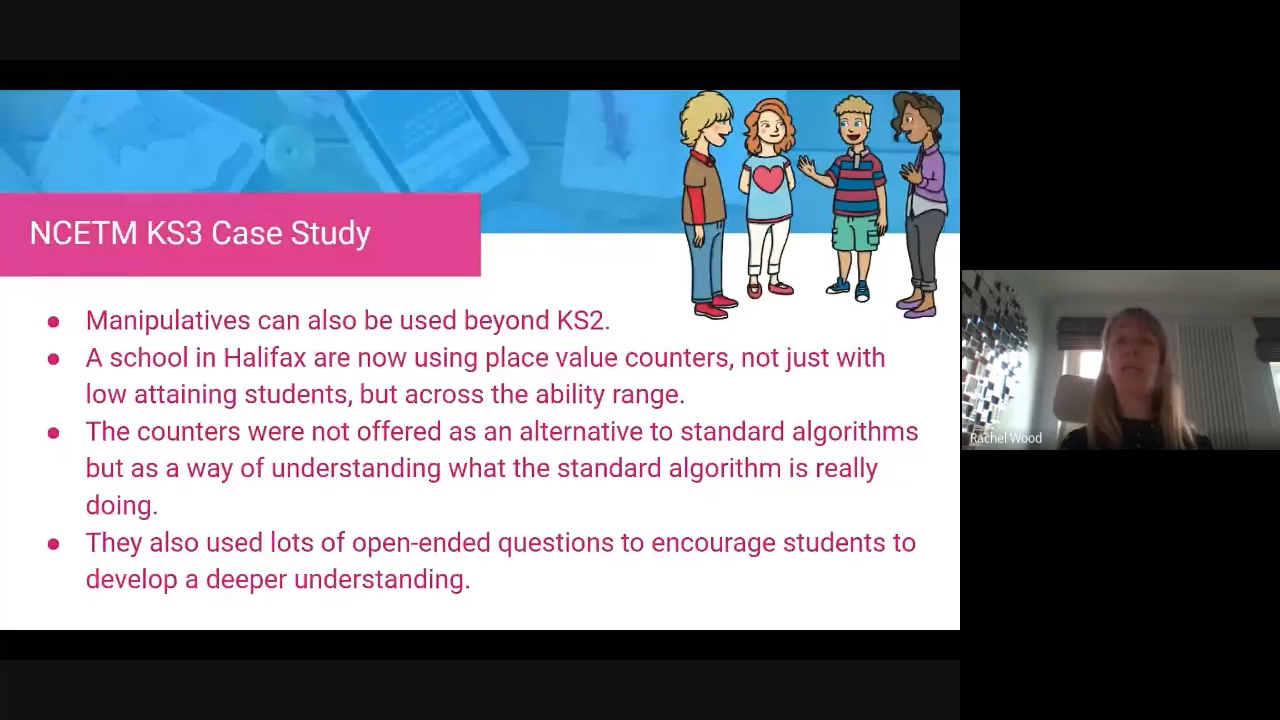 NCETM KS3 Case Study
● Manipulatives can also be used beyond KS2.
● A school in Halifax are now using place value counters, not just with
low attaining students, but across the ability range.
● The counters were not offered as an alternative to standard algorithms
but as a way of understanding what the standard algorithm is really
doing.
● They also used lots of open-ended questions to encourage students to
develop a deeper understanding.
Rachel Wood